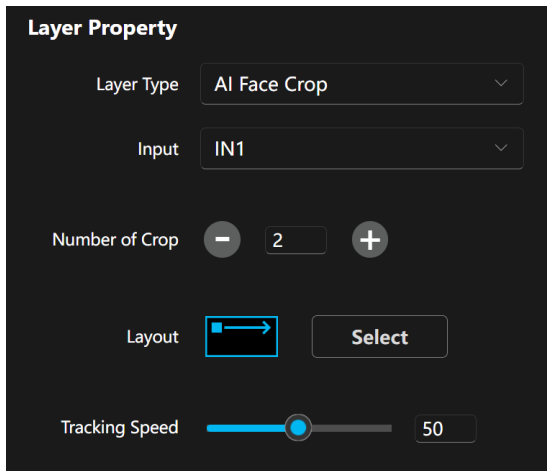 Layer Property
Layer Type AI Face Crop
Input IN1
Number of Crop - 2 +
Layout Select
Tracking Speed 50